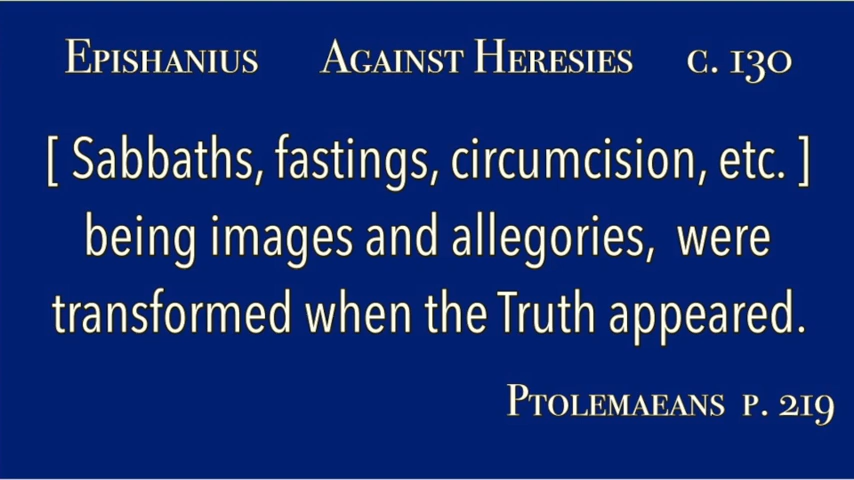 Epishanius Against Heresies c. 130
[ Sabbaths, fastings, circumcision, etc. ]
being images and allegories, were
transformed when the Truth appeared.
Ptolemaeans p. 219